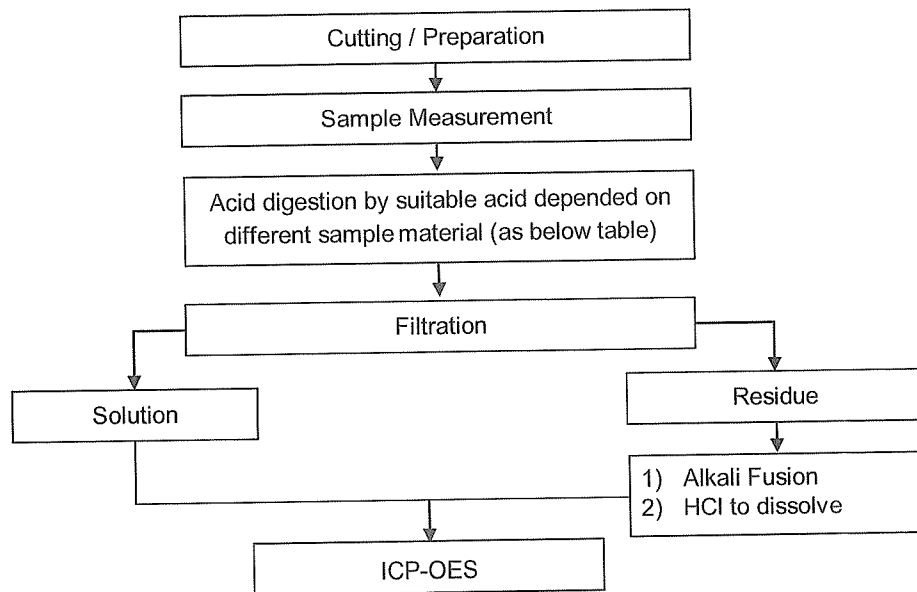 Cutting / Preparation
Sample Measurement
Acid digestion by suitable acid depended on
different sample material (as below table)
Filtration
Solution
Residue
1) Alkali Fusion
2) HCl to dissolve
ICP-OES